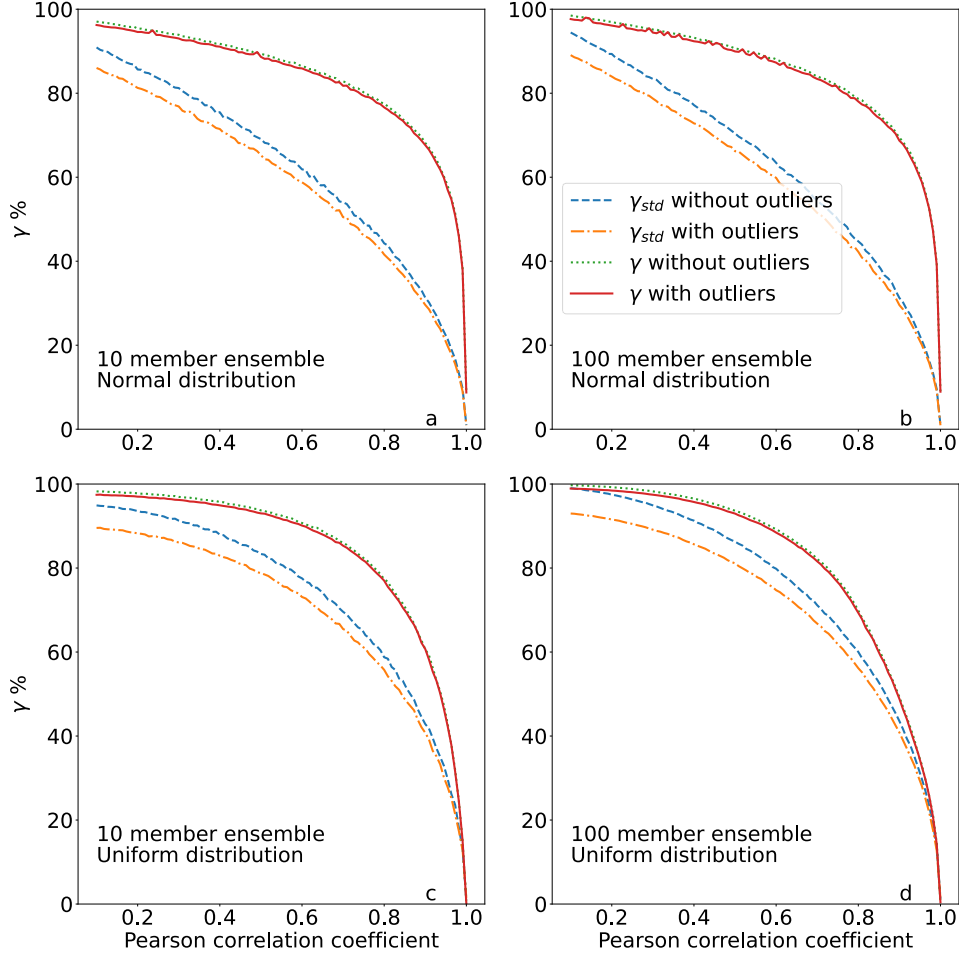 100
80
60
40
20
0
γ %
10 member ensemble
Normal distribution
a
0.2 0.4 0.6 0.8 1.0
100
80
60
40
20
0
γstd without outliers
γstd with outliers
γ without outliers
γ with outliers
100 member ensemble
Normal distribution
b
0.2 0.4 0.6 0.8 1.0
100
80
60
40
20
0
γ %
10 member ensemble
Uniform distribution
c
0.2 0.4 0.6 0.8 1.0
Pearson correlation coefficient
100
80
60
40
20
0
100 member ensemble
Uniform distribution
d
0.2 0.4 0.6 0.8 1.0
Pearson correlation coefficient